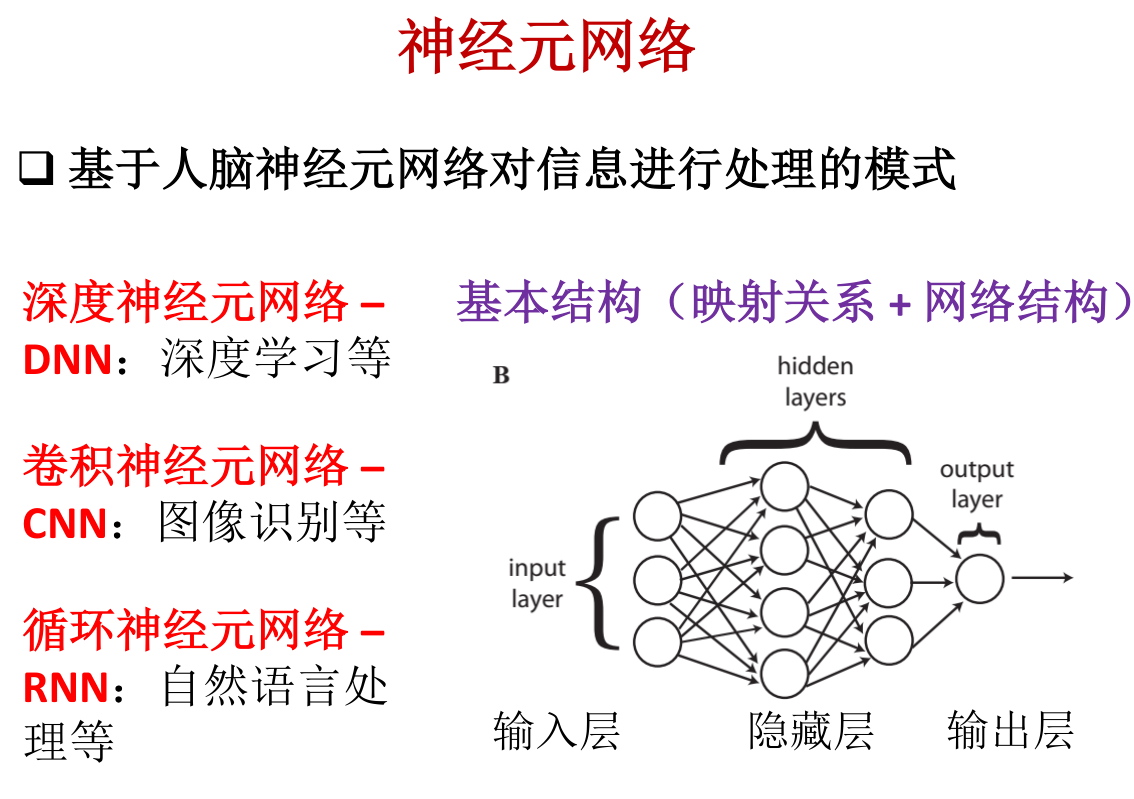 神经元网络
❑ 基于人脑神经元网络对信息进行处理的模式
深度神经元网络 –
DNN：深度学习等
卷积神经元网络 –
CNN：图像识别等
循环神经元网络 –
RNN：自然语言处
理等
基本结构（映射关系 + 网络结构）
B
hidden
layers
output
layer
input
layer
输入层
隐藏层
输出层